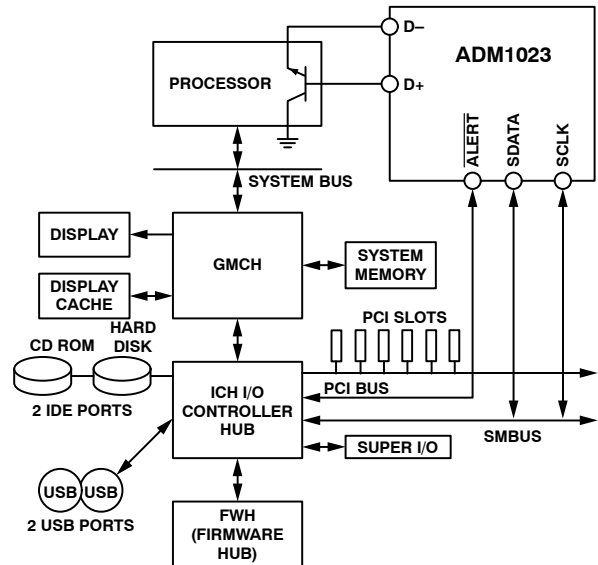 D–
ADM1023
PROCESSOR
D+
ALERT
SDATA
SCLK
SYSTEM BUS
DISPLAY
GMCH
SYSTEM
MEMORY
DISPLAY
CACHE
PCI SLOTS
CD ROM
HARD
DISK
ICH I/O
CONTROLLER
HUB
PCI BUS
2 IDE PORTS
SMBUS
SUPER I/O
USB
USB
2 USB PORTS
FWH
(FIRMWARE
HUB)